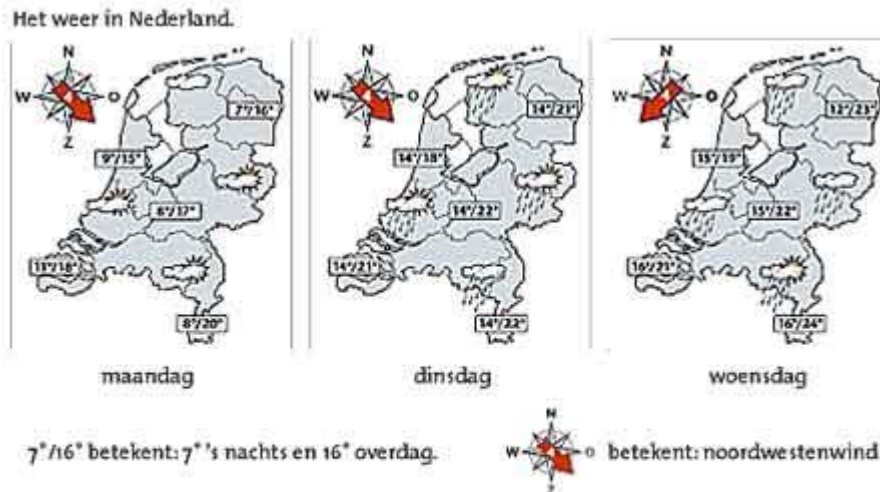 Het weer in Nederland.
N
W O
Z
7°/16°
9°/15°
6°/17°
8°/20°
N
W O
Z
14°/21°
14°/18°
14°/22°
14°/21°
14°/22°
N
W O
Z
12°/23°
15°/19°
15°/22°
16°/21°
16°/24°
maandag
dinsdag
woensdag
7°/16° betekent: 7° 's nachts en 16° overdag.
N
W O
Z
betekent: noordwestenwind